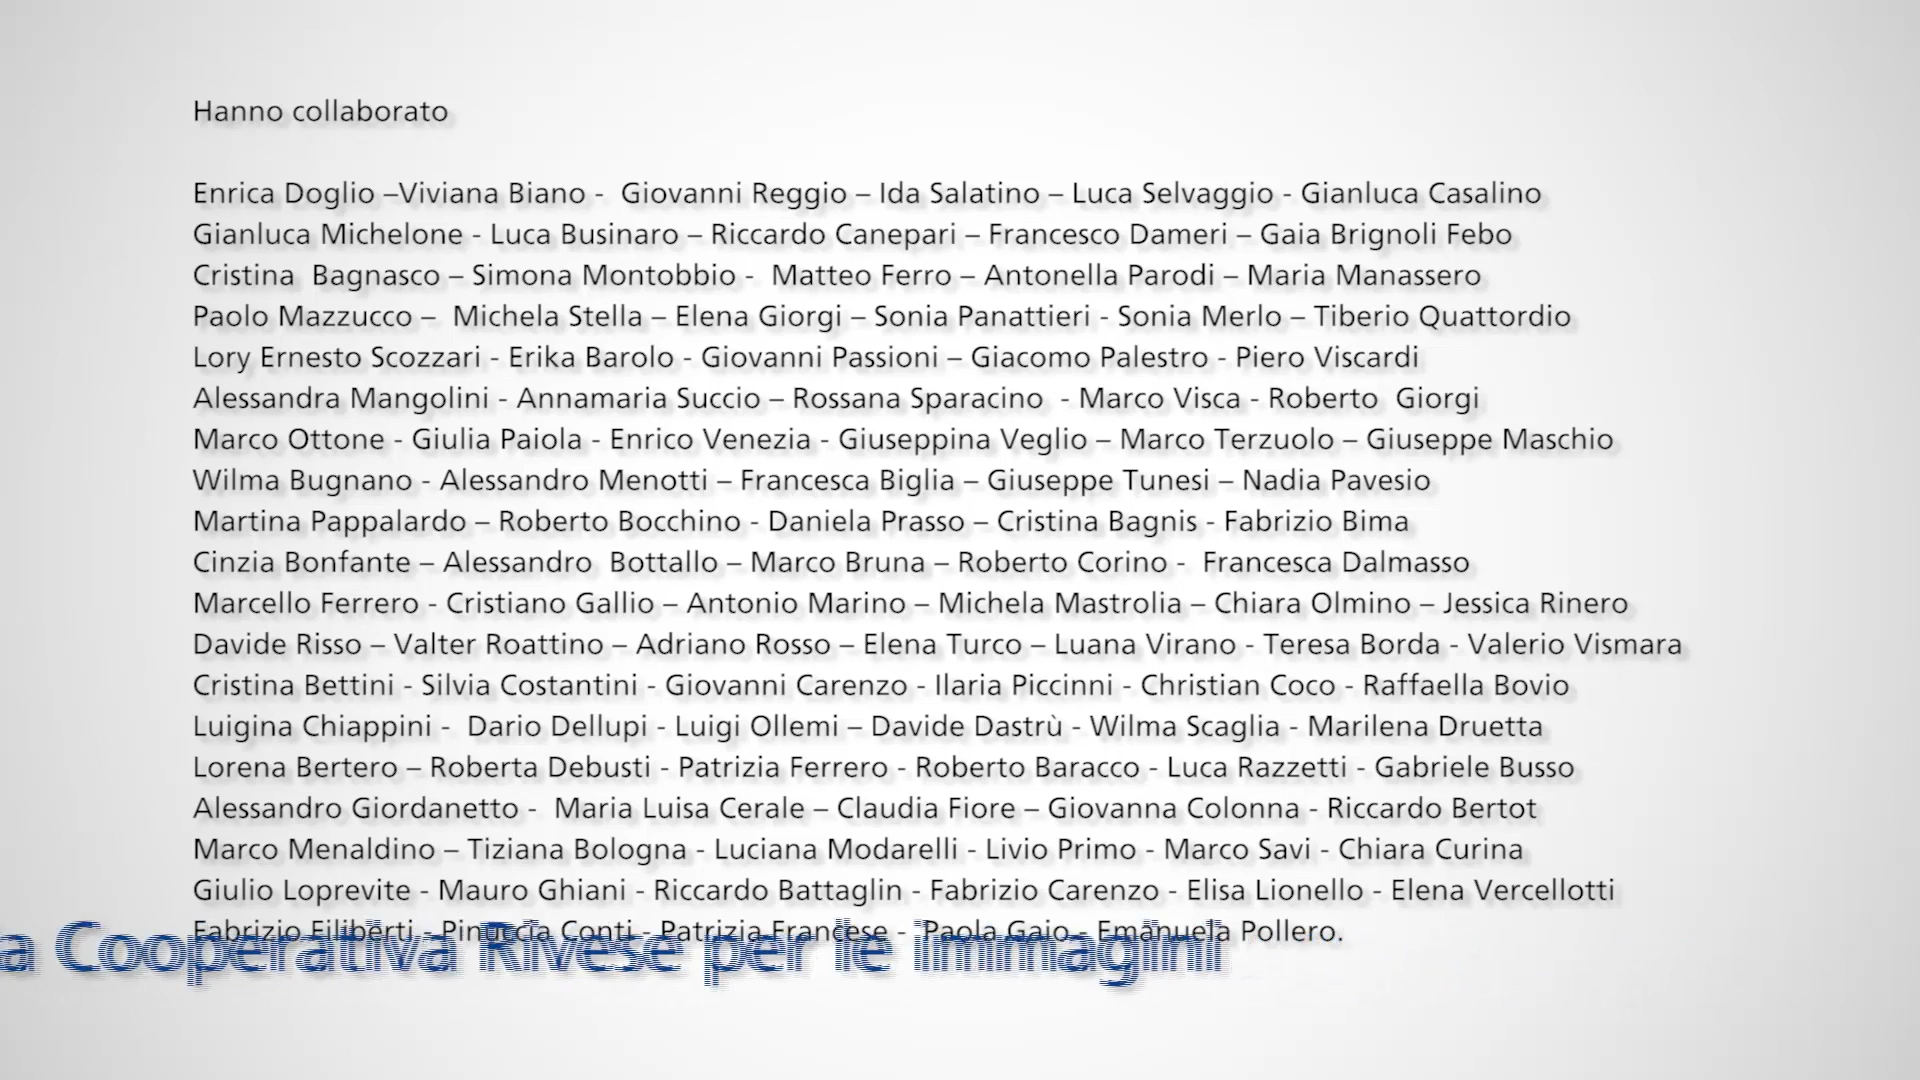 Hanno collaborato
Enrica Doglio –Viviana Biano -  Giovanni Reggio – Ida Salatino – Luca Selvaggio - Gianluca Casalino
Gianluca Michelone - Luca Businaro – Riccardo Canepari – Francesco Dameri – Gaia Brignoli Febo
Cristina  Bagnasco – Simona Montobbio -  Matteo Ferro – Antonella Parodi – Maria Manassero
Paolo Mazzucco –  Michela Stella – Elena Giorgi – Sonia Panattieri - Sonia Merlo – Tiberio Quattordio
Lory Ernesto Scozzari - Erika Barolo - Giovanni Passioni – Giacomo Palestro - Piero Viscardi
Alessandra Mangolini - Annamaria Succio – Rossana Sparacino  - Marco Visca - Roberto  Giorgi
Marco Ottone - Giulia Paiola - Enrico Venezia - Giuseppina Veglio – Marco Terzuolo – Giuseppe Maschio
Wilma Bugnano - Alessandro Menotti – Francesca Biglia – Giuseppe Tunesi – Nadia Pavesio
Martina Pappalardo – Roberto Bocchino - Daniela Prasso – Cristina Bagnis - Fabrizio Bima
Cinzia Bonfante – Alessandro  Bottallo – Marco Bruna – Roberto Corino -  Francesca Dalmasso
Marcello Ferrero - Cristiano Gallio – Antonio Marino – Michela Mastrolia – Chiara Olmino – Jessica Rinero
Davide Risso – Valter Roattino – Adriano Rosso – Elena Turco – Luana Virano - Teresa Borda - Valerio Vismara
Cristina Bettini - Silvia Costantini - Giovanni Carenzo - Ilaria Piccinni - Christian Coco - Raffaella Bovio
Luigina Chiappini -  Dario Dellupi - Luigi Ollemi – Davide Dastrù - Wilma Scaglia - Marilena Druetta
Lorena Bertero – Roberta Debusti - Patrizia Ferrero - Roberto Baracco - Luca Razzetti - Gabriele Busso
Alessandro Giordanetto -  Maria Luisa Cerale – Claudia Fiore – Giovanna Colonna - Riccardo Bertot
Marco Menaldino – Tiziana Bologna - Luciana Modarelli - Livio Primo - Marco Savi - Chiara Curina
Giulio Loprevite - Mauro Ghiani - Riccardo Battaglin - Fabrizio Carenzo - Elisa Lionello - Elena Vercellotti
Fabrizio Filiberti - Pinuccia Conti - Patrizia Francese -  Paola Gaio - Emanuela Pollero.
a Cooperativa Rivese per le immagini